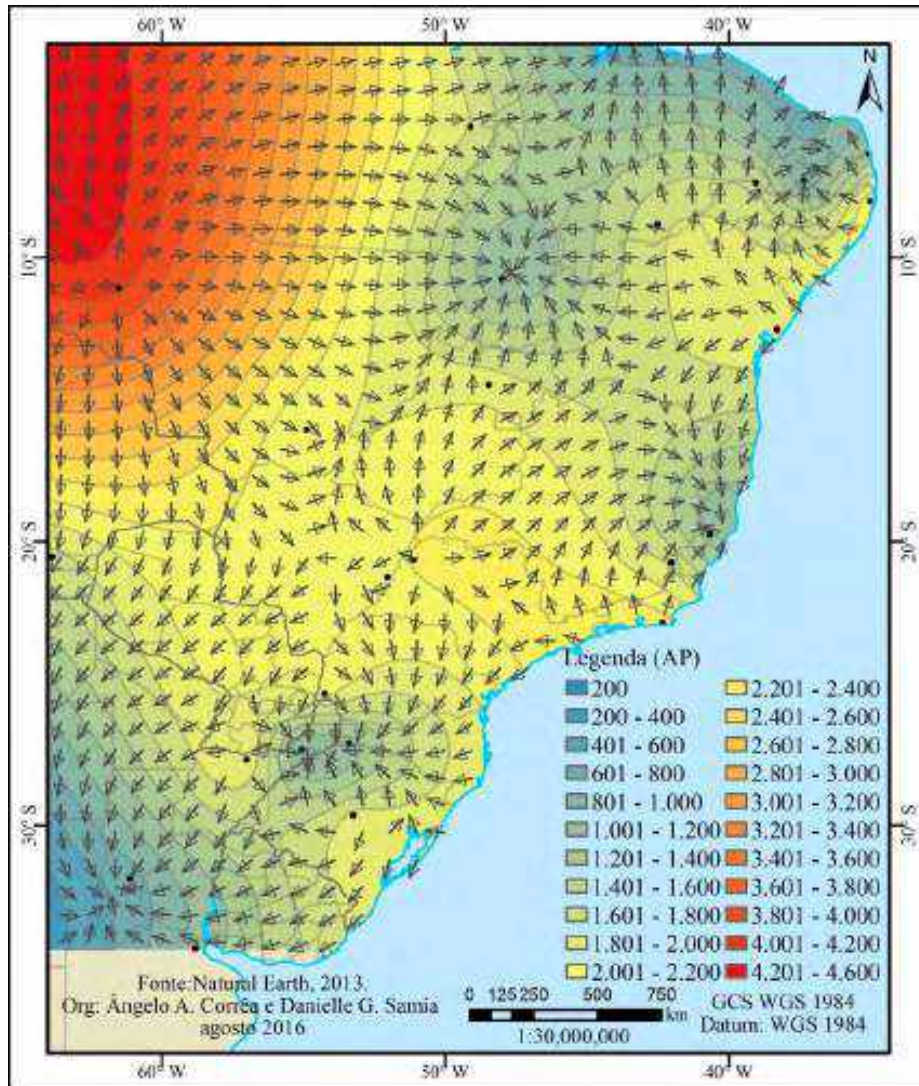 60° W
50° W
40° W
N
10° S
10° S
20° S
20° S
30° S
30° S
Legenda (AP)
200
200 - 400
401 - 600
601 - 800
801 - 1.000
1.001 - 1.200
1.201 - 1.400
1.401 - 1.600
1.601 - 1.800
1.801 - 2.000
2.001 - 2.200
2.201 - 2.400
2.401 - 2.600
2.601 - 2.800
2.801 - 3.000
3.001 - 3.200
3.201 - 3.400
3.401 - 3.600
3.601 - 3.800
3.801 - 4.000
4.001 - 4.200
4.201 - 4.600
Fonte:Natural Earth, 2013.
Org: Ângelo A. Corrêa e Danielle G. Samia
agosto 2016
0 125 250 500 750
km
1:30,000,000
GCS WGS 1984
Datum: WGS 1984
60° W
50° W
40° W